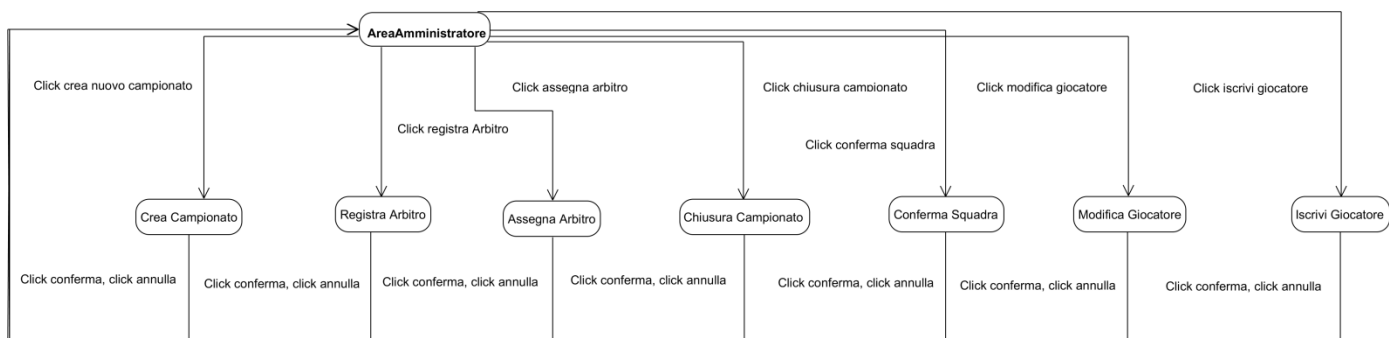 AreaAmministratore
Click crea nuovo campionato
Click assegna arbitro
Click chiusura campionato
Click modifica giocatore
Click iscrivi giocatore
Click registra Arbitro
Click conferma squadra
Crea Campionato
Registra Arbitro
Assegna Arbitro
Chiusura Campionato
Conferma Squadra
Modifica Giocatore
Iscrivi Giocatore
Click conferma, click annulla
Click conferma, click annulla
Click conferma, click annulla
Click conferma, click annulla
Click conferma, click annulla
Click conferma, click annulla
Click conferma, click annulla